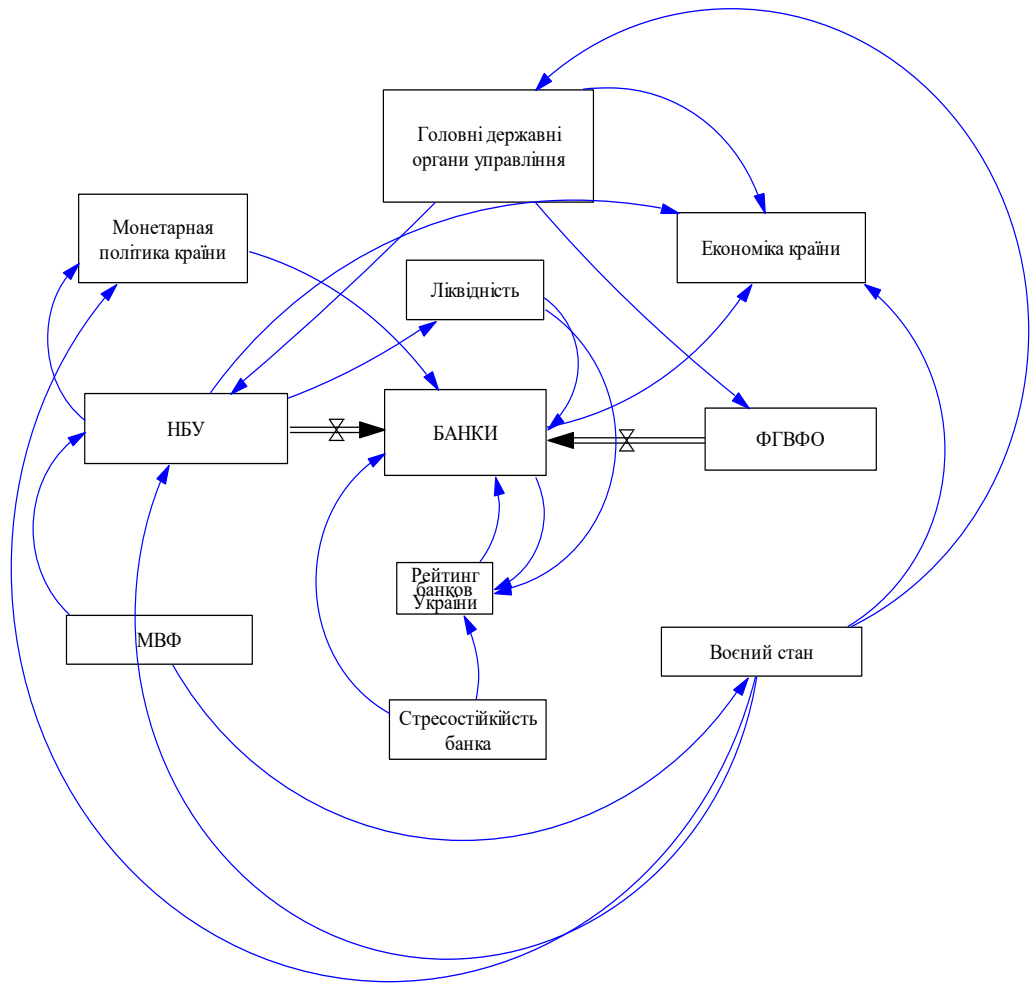 Головні державні
органи управління
Монетарная
політика країни
Економіка країни
Ліквідність
НБУ
БАНКИ
ФГВФО
Рейтинг
банков
України
МВФ
Воєний стан
Стресостійкійсть
банка